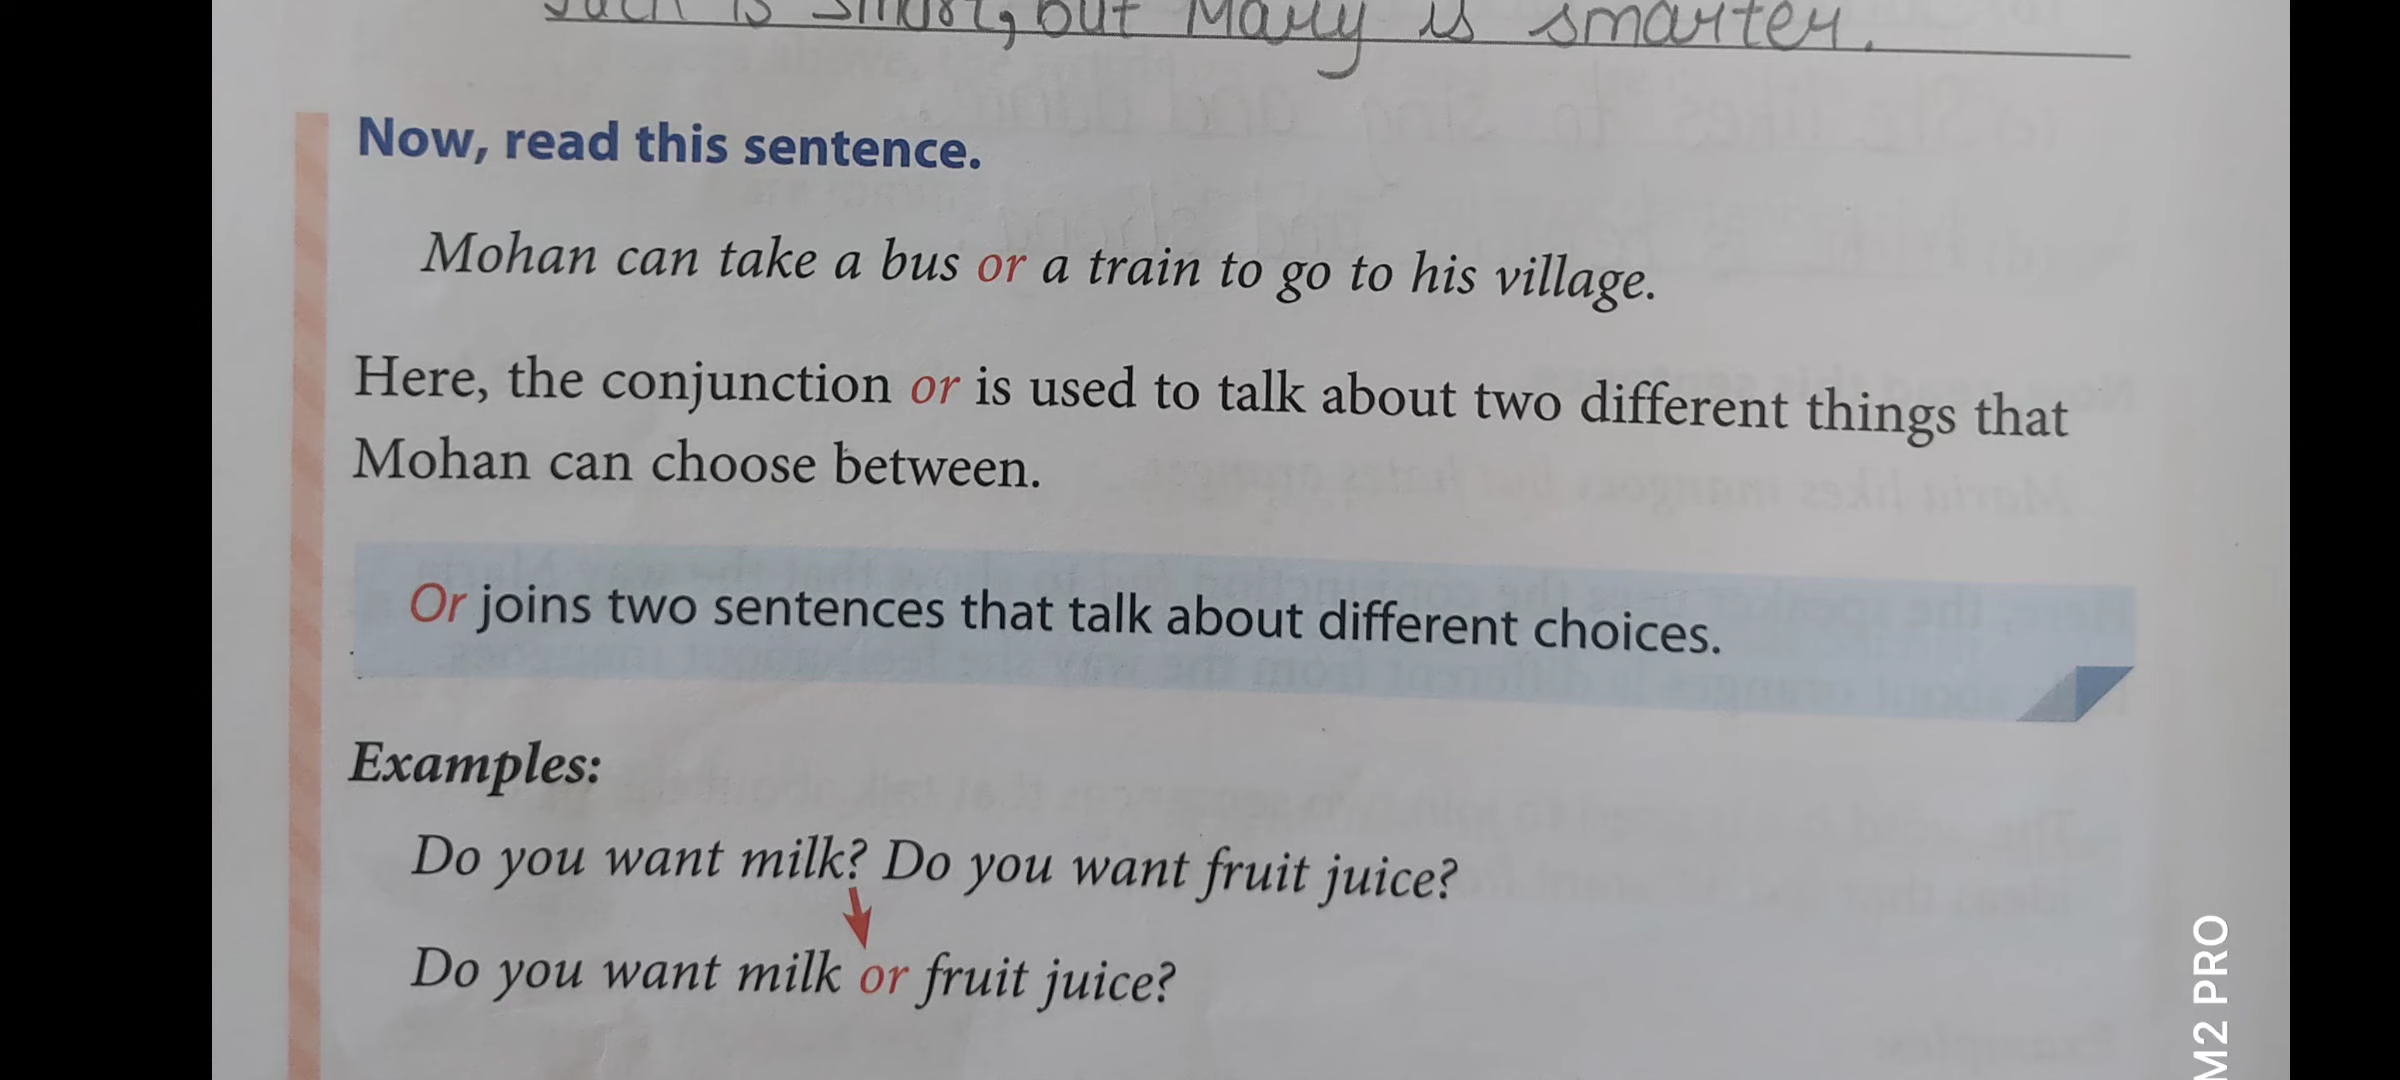 is smart, but Mary is smarter.
Now, read this sentence.
Mohan can take a bus or a train to go to his village.
Here, the conjunction or is used to talk about two different things that
Mohan can choose between.
Or joins two sentences that talk about different choices.
Examples:
Do you want milk? Do you want fruit juice?
Do you want milk or fruit juice?
M2 PRO